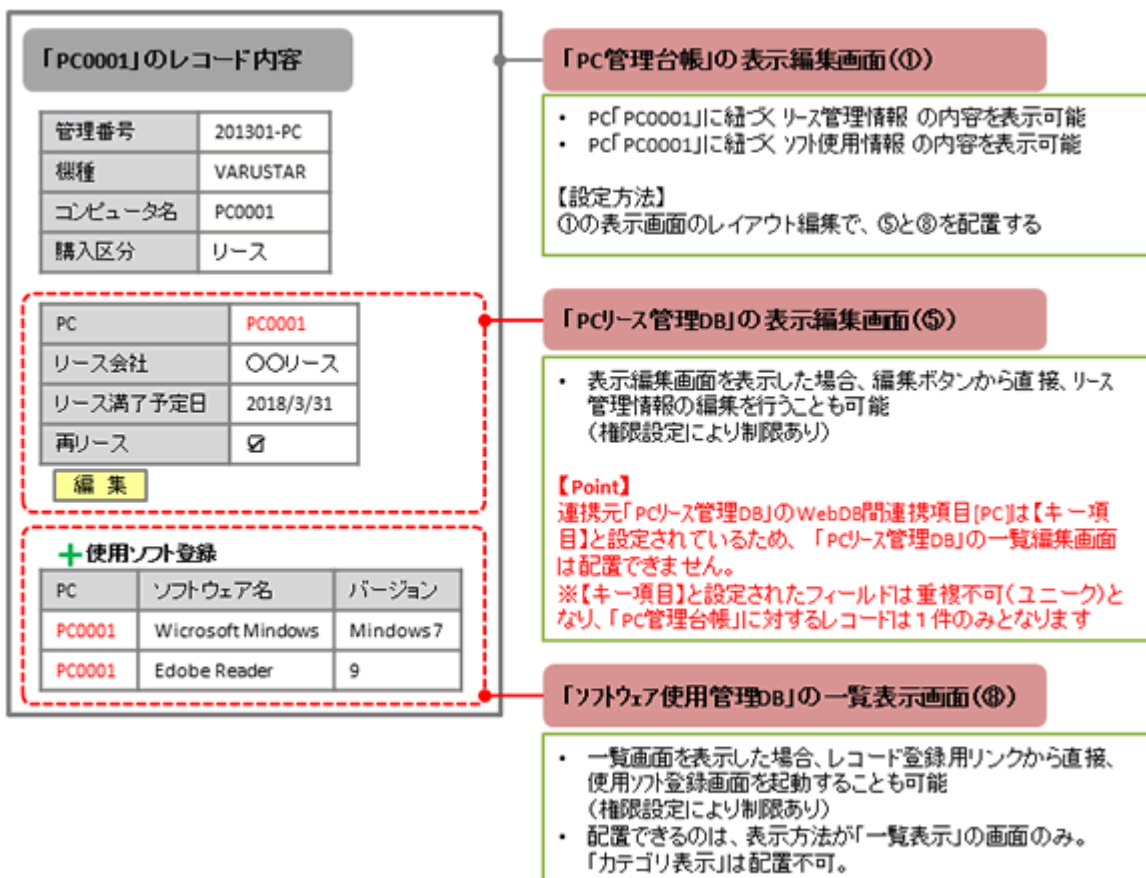 「PC0001」のレコード内容
管理番号 201301-PC
機種 VARUSTAR
コンピュータ名 PC0001
購入区分 リース
PC PC0001
リース会社 〇〇リース
リース満了予定日 2018/3/31
再リース ☑
編 集
＋使用ソフト登録
PC ソフトウェア名 バージョン
PC0001 Wicrosoft Mindows Mindows7
PC0001 Edobe Reader 9
「PC管理台帳」の表示編集画面(①)
・ PC「PC0001」に紐づく リース管理情報 の内容を表示可能
・ PC「PC0001」に紐づく ソフト使用情報 の内容を表示可能
【設定方法】
①の表示画面のレイアウト編集で、⑤と⑧を配置する
「PCリース管理DB」の表示編集画面(⑤)
・ 表示編集画面を表示した場合、編集ボタンから直接、リース
管理情報の編集を行うことも可能
（権限設定により制限あり）
【Point】
連携元「PCリース管理DB」のWebDB間連携項目[PC]は【キー項
目】と設定されているため、「PCリース管理DB」の一覧編集画面
は配置できません。
※【キー項目】と設定されたフィールドは重複不可（ユニーク）と
なり、「PC管理台帳」に対するレコードは１件のみとなります
「ソフトウェア使用管理DB」の一覧表示画面(⑧)
・ 一覧画面を表示した場合、レコード登録用リンクから直接、
使用ソフト登録画面を起動することも可能
（権限設定により制限あり）
・ 配置できるのは、表示方法が「一覧表示」の画面のみ。
「カテゴリ表示」は配置不可。